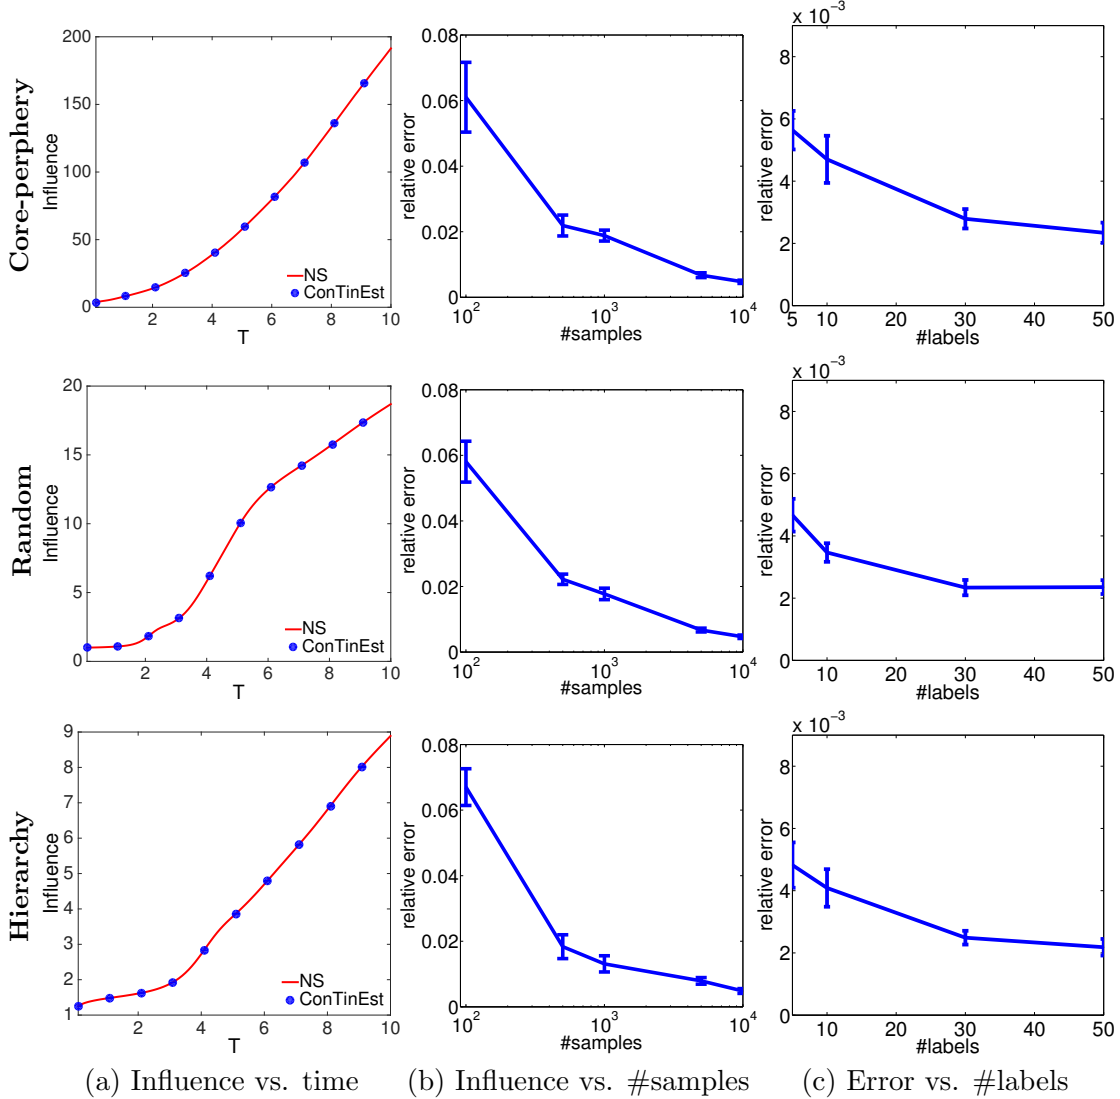 Core-perphery
200
150
100
50
0
Influence
2
4
6
8
10
T
NS
ConTinEst
0.08
0.06
0.04
0.02
0
relative error
10^2
10^3
10^4
#samples
x 10^-3
8
6
4
2
0
relative error
5
10
20
30
40
50
#labels
Random
20
15
10
5
0
Influence
2
4
6
8
10
T
NS
ConTinEst
0.08
0.06
0.04
0.02
0
relative error
10^2
10^3
10^4
#samples
x 10^-3
8
6
4
2
0
relative error
10
20
30
40
50
#labels
Hierarchy
9
8
7
6
5
4
3
2
1
Influence
2
4
6
8
10
T
NS
ConTinEst
0.08
0.06
0.04
0.02
0
relative error
10^2
10^3
10^4
#samples
x 10^-3
8
6
4
2
0
relative error
10
20
30
40
50
#labels
(a) Influence vs. time
(b) Influence vs. #samples
(c) Error vs. #labels